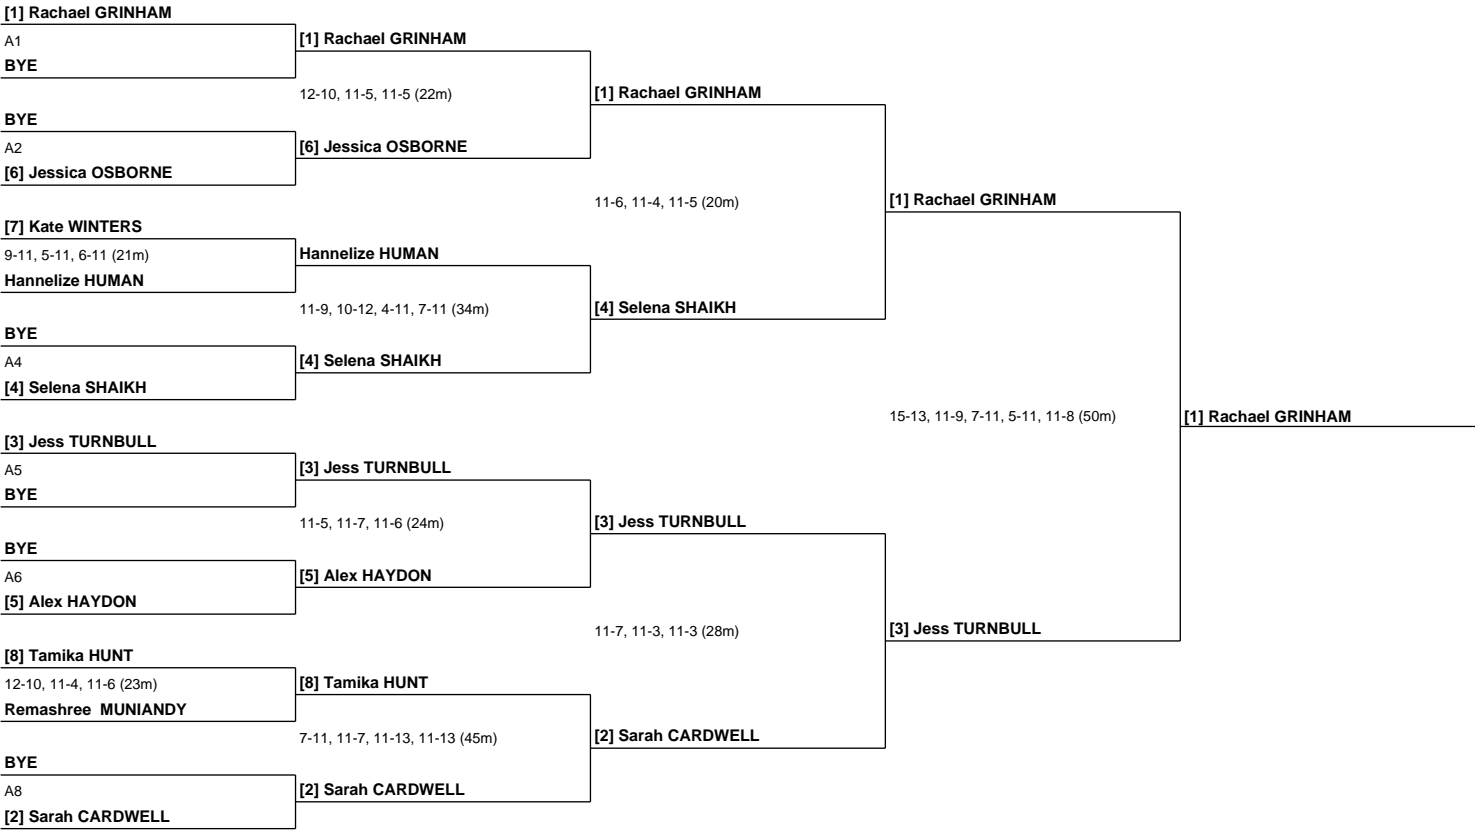 [1] Rachael GRINHAM
A1
BYE
BYE
A2
[6] Jessica OSBORNE
[7] Kate WINTERS
9-11, 5-11, 6-11 (21m)
Hannelize HUMAN
BYE
A4
[4] Selena SHAIKH
[3] Jess TURNBULL
A5
BYE
BYE
A6
[5] Alex HAYDON
[8] Tamika HUNT
12-10, 11-4, 11-6 (23m)
Remashree  MUNIANDY
BYE
A8
[2] Sarah CARDWELL
[1] Rachael GRINHAM
12-10, 11-5, 11-5 (22m)
[6] Jessica OSBORNE
Hannelize HUMAN
11-9, 10-12, 4-11, 7-11 (34m)
[4] Selena SHAIKH
[3] Jess TURNBULL
11-5, 11-7, 11-6 (24m)
[5] Alex HAYDON
[8] Tamika HUNT
7-11, 11-7, 11-13, 11-13 (45m)
[2] Sarah CARDWELL
[1] Rachael GRINHAM
11-6, 11-4, 11-5 (20m)
[4] Selena SHAIKH
[3] Jess TURNBULL
11-7, 11-3, 11-3 (28m)
[2] Sarah CARDWELL
[1] Rachael GRINHAM
15-13, 11-9, 7-11, 5-11, 11-8 (50m)
[3] Jess TURNBULL
[1] Rachael GRINHAM